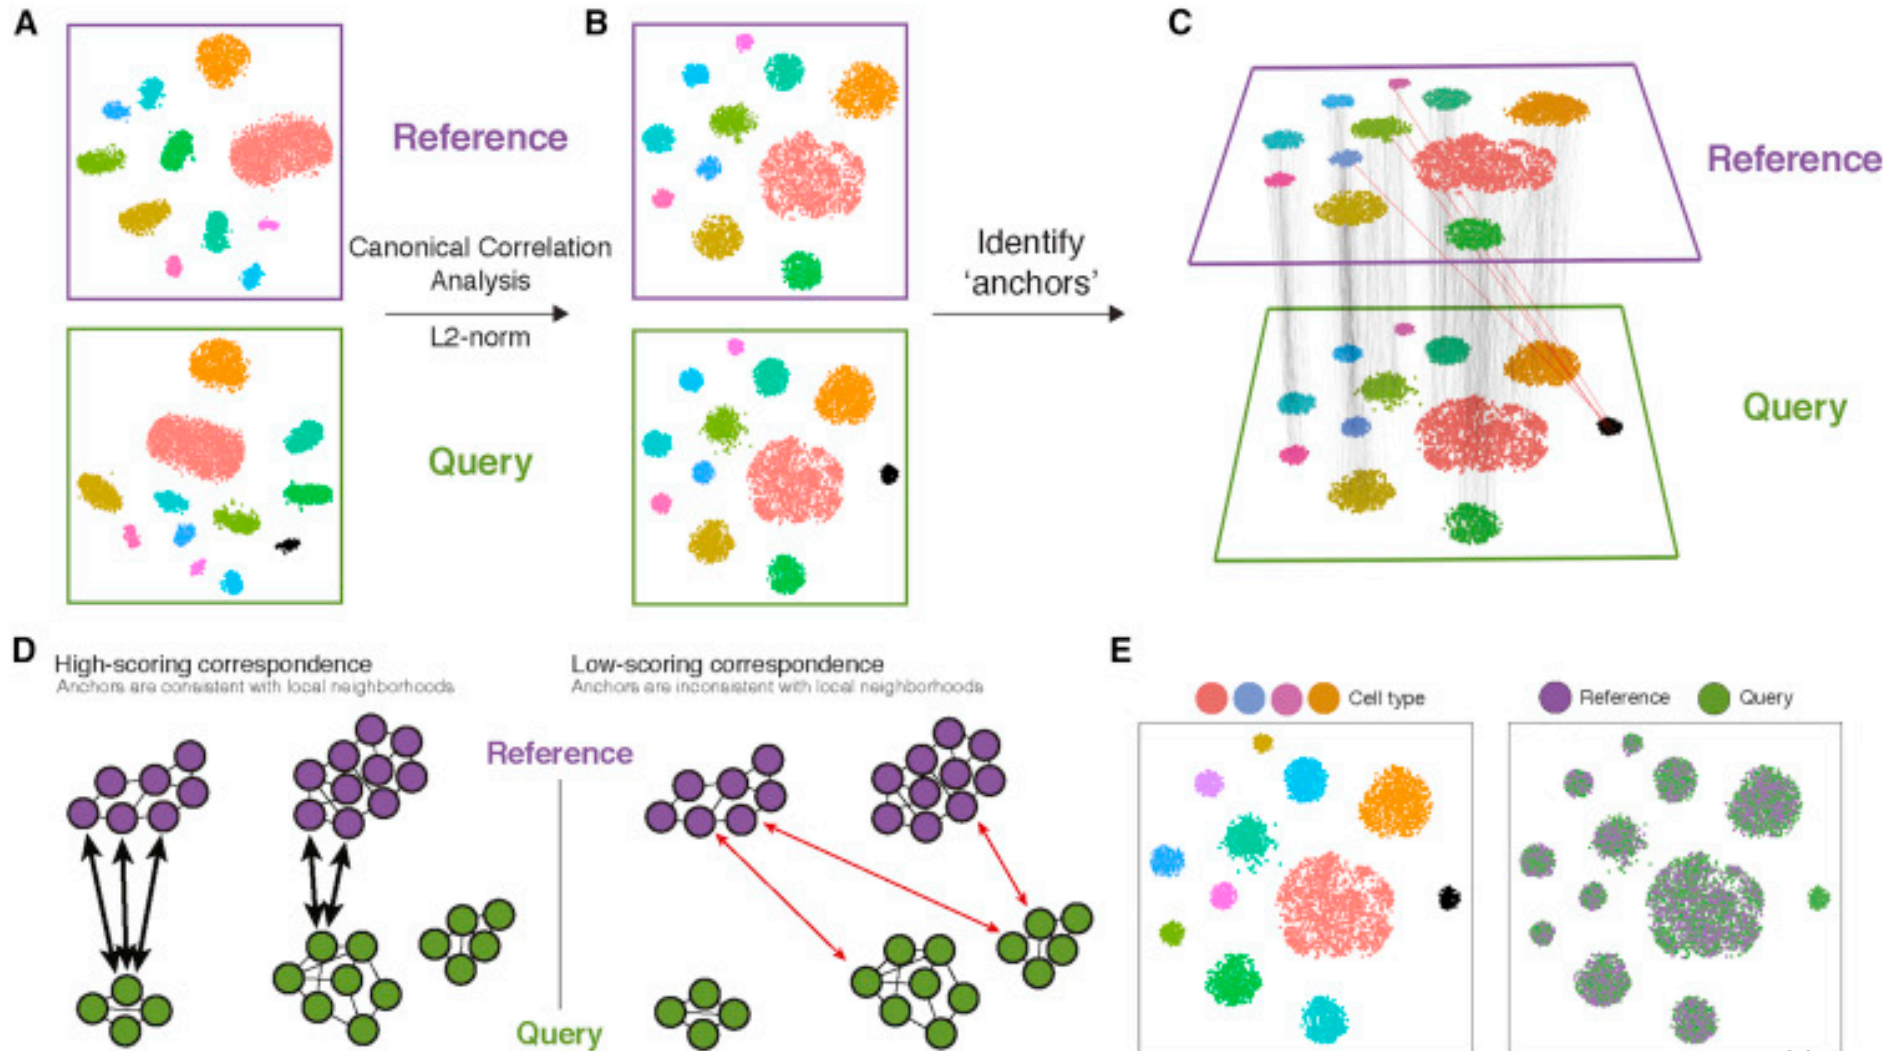 A
B
C
Reference
Canonical Correlation
Analysis
L2-norm
Query
Identify
‘anchors’
Reference
Query
D
High-scoring correspondence
Anchors are consistent with local neighborhoods
Low-scoring correspondence
Anchors are inconsistent with local neighborhoods
Reference
Query
E
Cell type
Reference
Query